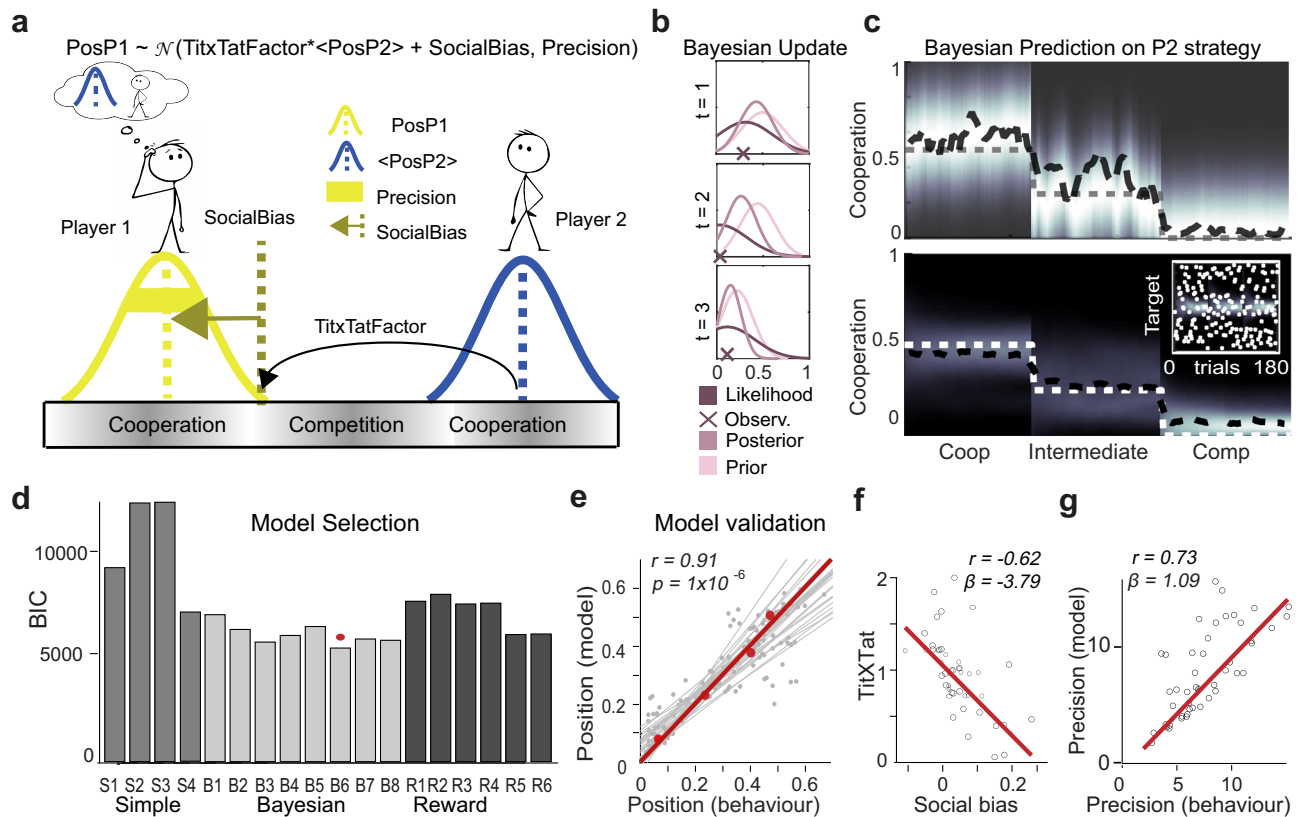 a
PosP1 ~ 𝒩(TitxTatFactor*<PosP2> + SocialBias, Precision)
PosP1
<PosP2>
Precision
SocialBias
Player 1
SocialBias
Player 2
TitxTatFactor
Cooperation
Competition
Cooperation
b
Bayesian Update
t = 1
t = 2
t = 3
0 0.5 1
Likelihood
Observ.
Posterior
Prior
c
Bayesian Prediction on P2 strategy
Cooperation
1
0.5
0
Cooperation
1
0.5
0
Target
0 trials 180
Coop Intermediate Comp
d
Model Selection
BIC
10000
5000
0
S1 S2 S3 S4 B1 B2 B3 B4 B5 B6 B7 B8 R1 R2 R3 R4 R5 R6
Simple Bayesian Reward
e
Model validation
r = 0.91
p = 1x10 -6
Position (model)
0.6
0.4
0.2
0
0 0.2 0.4 0.6
Position (behaviour)
f
r = -0.62
β = -3.79
TitXTat
2
1
0
0 0.2
Social bias
g
r = 0.73
β = 1.09
Precision (model)
10
0
0 5 10
Precision (behaviour)